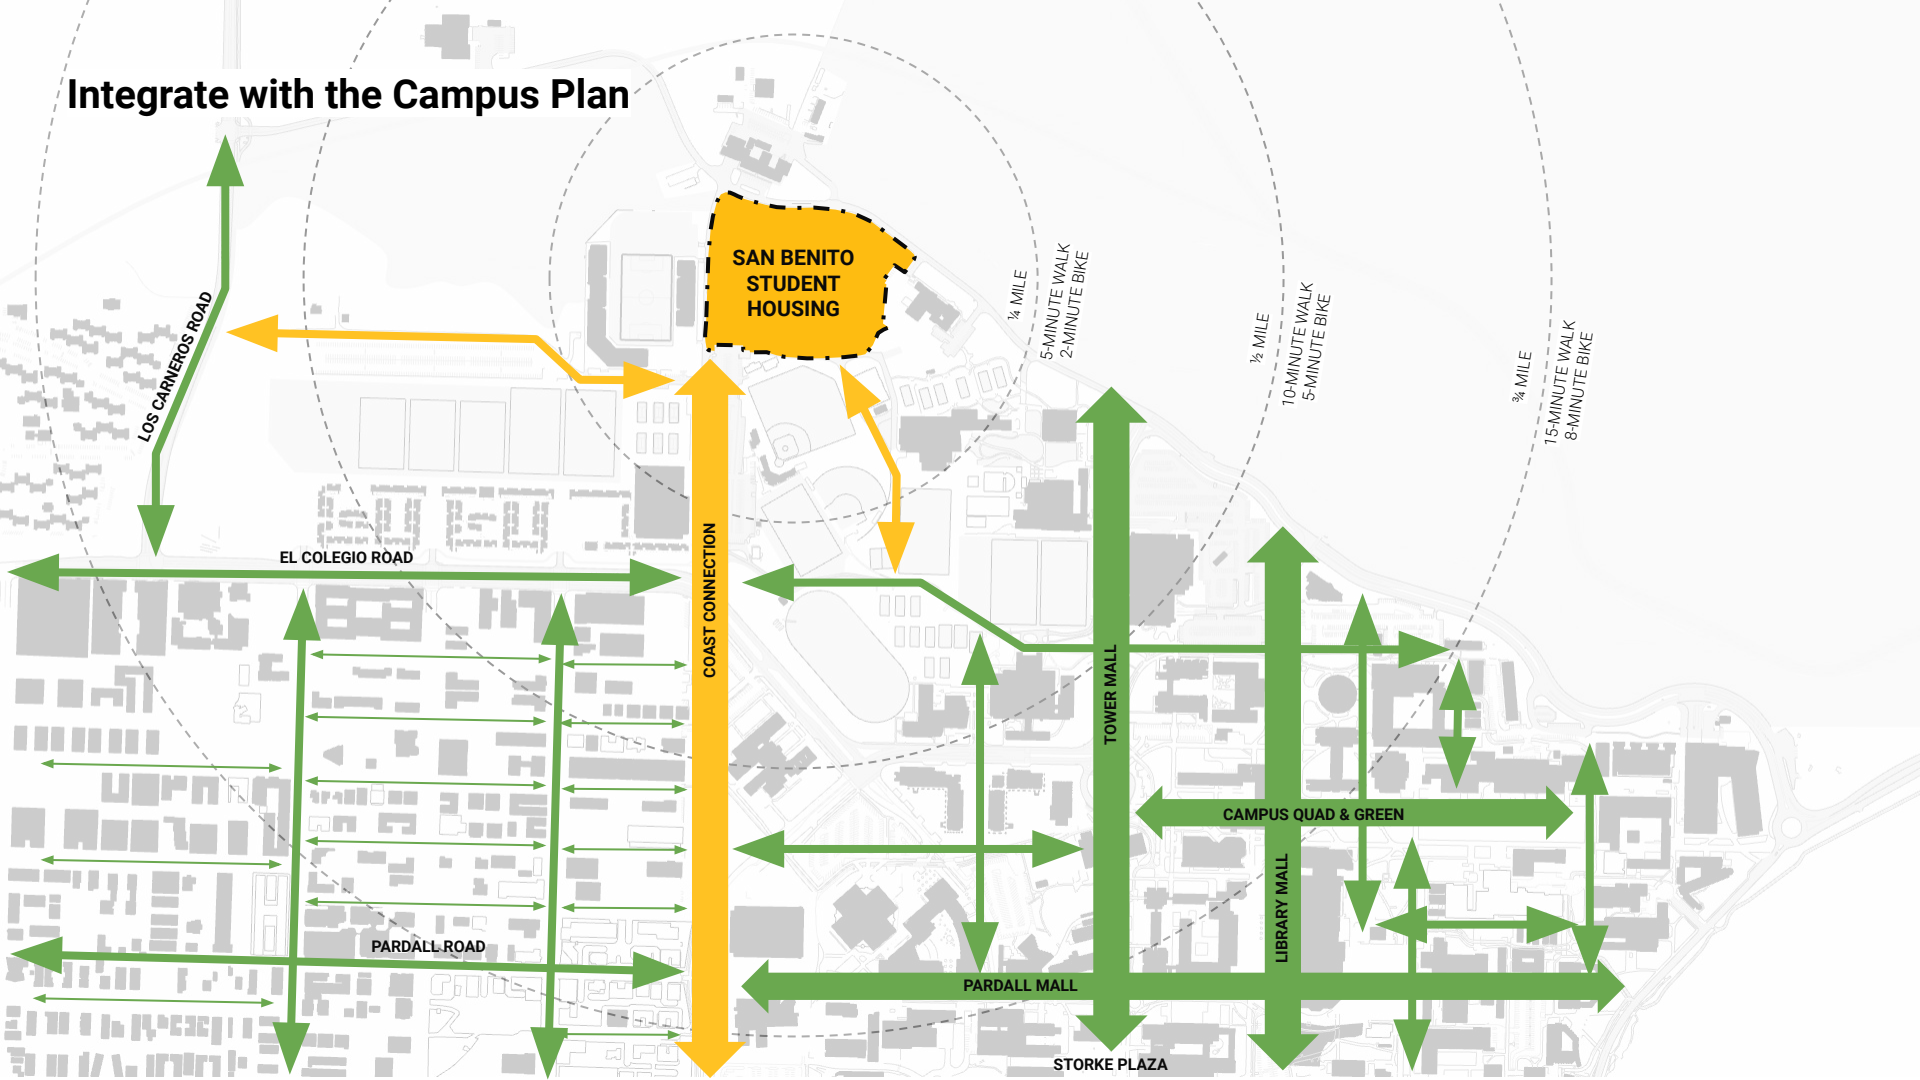 Integrate with the Campus Plan
SAN BENITO
STUDENT
HOUSING
¼ MILE
5-MINUTE WALK
2-MINUTE BIKE
½ MILE
10-MINUTE WALK
5-MINUTE BIKE
¾ MILE
15-MINUTE WALK
8-MINUTE BIKE
LOS CARNEROS ROAD
EL COLEGIO ROAD
COAST CONNECTION
TOWER MALL
CAMPUS QUAD & GREEN
LIBRARY MALL
PARDALL ROAD
PARDALL MALL
STORKE PLAZA